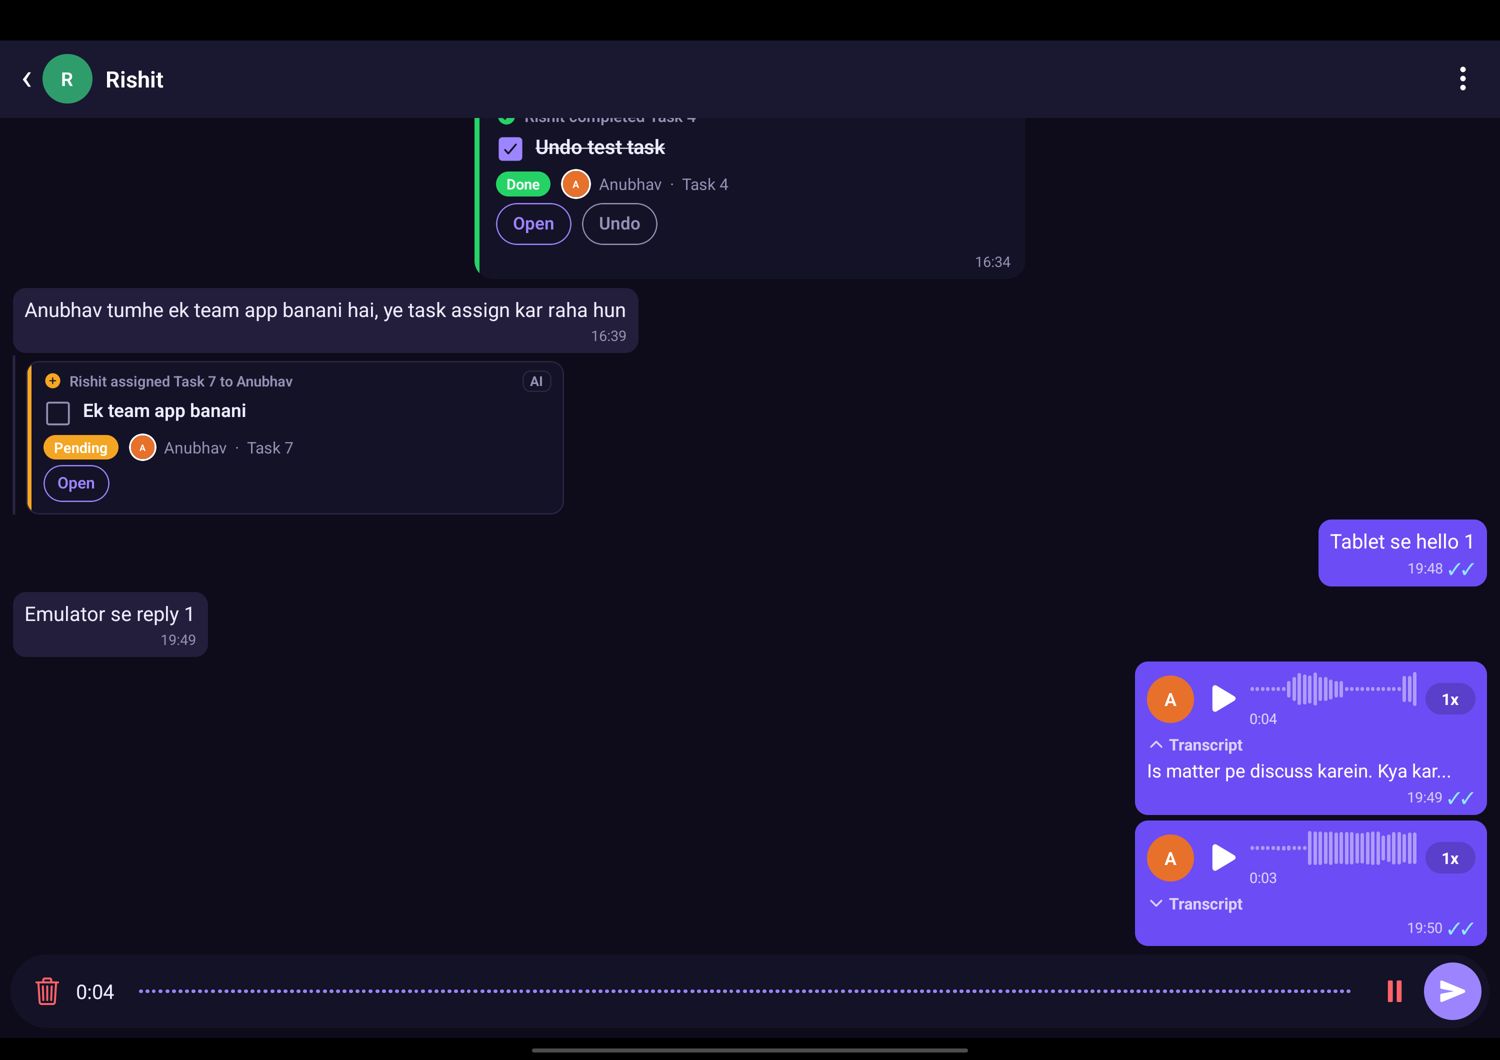 R Rishit
Rishit completed Task 4
Undo test task
Done A Anubhav · Task 4
Open Undo
16:34
Anubhav tumhe ek team app banani hai, ye task assign kar raha hun
16:39
Rishit assigned Task 7 to Anubhav AI
Ek team app banani
Pending A Anubhav · Task 7
Open
Tablet se hello 1
19:48
Emulator se reply 1
19:49
A 1x
0:04
Transcript
Is matter pe discuss karein. Kya kar...
19:49
A 1x
0:03
Transcript
19:50
0:04